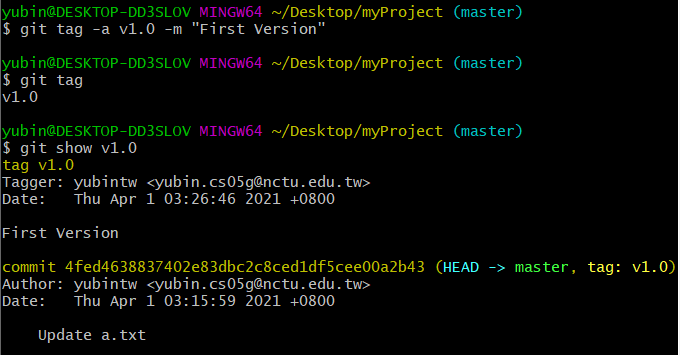 yubin@DESKTOP-DD3SLOV MINGW64 ~/Desktop/myProject (master)
$ git tag -a v1.0 -m "First Version"
yubin@DESKTOP-DD3SLOV MINGW64 ~/Desktop/myProject (master)
$ git tag
v1.0
yubin@DESKTOP-DD3SLOV MINGW64 ~/Desktop/myProject (master)
$ git show v1.0
tag v1.0
Tagger: yubintw <yubin.cs05g@nctu.edu.tw>
Date:   Thu Apr 1 03:26:46 2021 +0800
First Version
commit 4fed4638837402e83dbc2c8ced1df5cee00a2b43 (HEAD -> master, tag: v1.0)
Author: yubintw <yubin.cs05g@nctu.edu.tw>
Date:   Thu Apr 1 03:15:59 2021 +0800
    Update a.txt